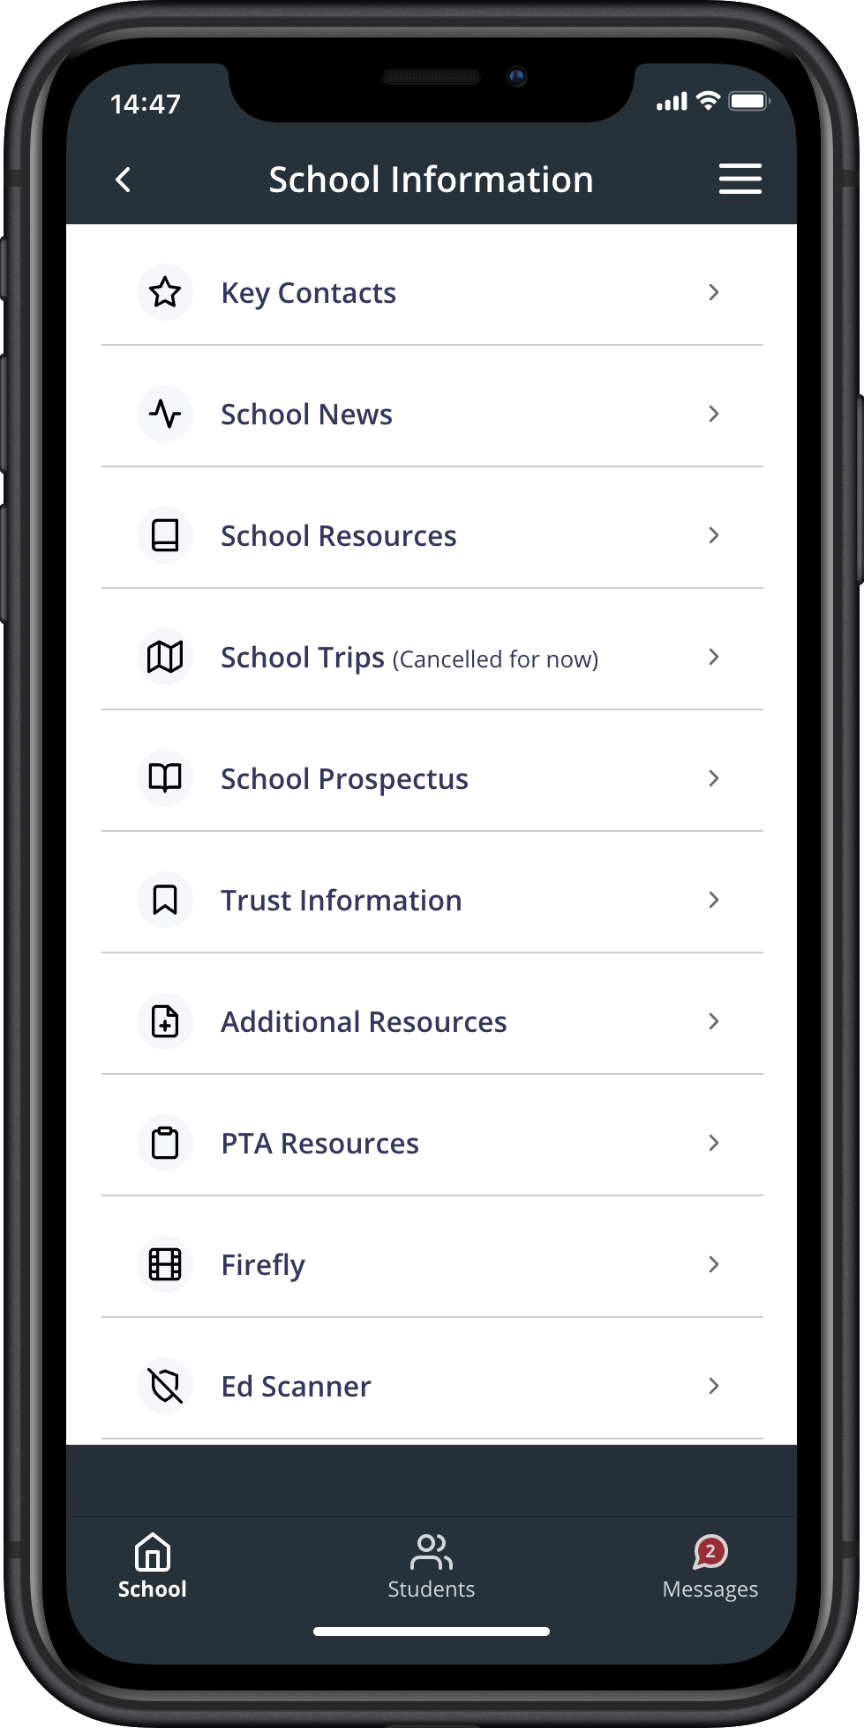 14:47
School Information
Key Contacts
School News
School Resources
School Trips (Cancelled for now)
School Prospectus
Trust Information
Additional Resources
PTA Resources
Firefly
Ed Scanner
2
School
Students
Messages